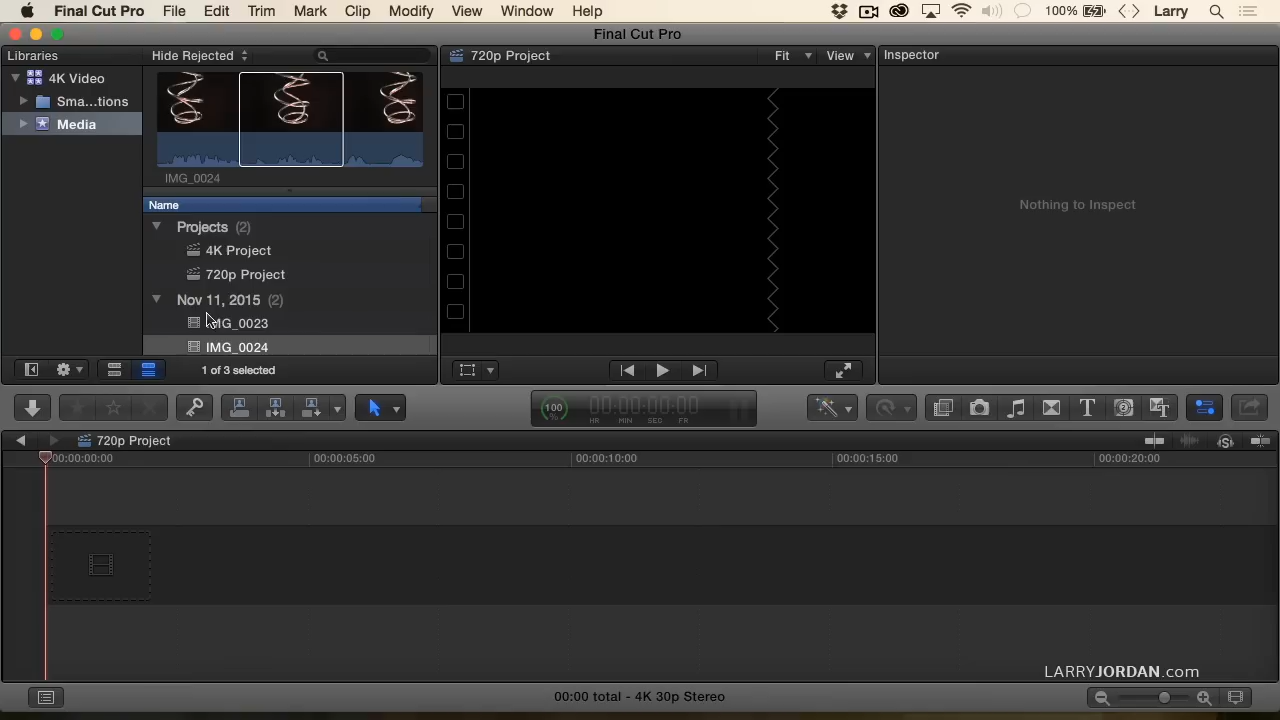 Final Cut Pro File Edit Trim Mark Clip Modify View Window Help 100% Larry
Final Cut Pro
Libraries Hide Rejected 720p Project Fit View Inspector
4K Video
Sma...tions
Media
IMG_0024
Name
Projects (2)
4K Project
720p Project
Nov 11, 2015 (2)
IMG_0023
IMG_0024
Nothing to Inspect
1 of 3 selected
100 00:00:00:00
HR MIN SEC FR
720p Project
00:00:00:00 00:00:05:00 00:00:10:00 00:00:15:00 00:00:20:00
LARRYJORDAN.com
00:00 total - 4K 30p Stereo